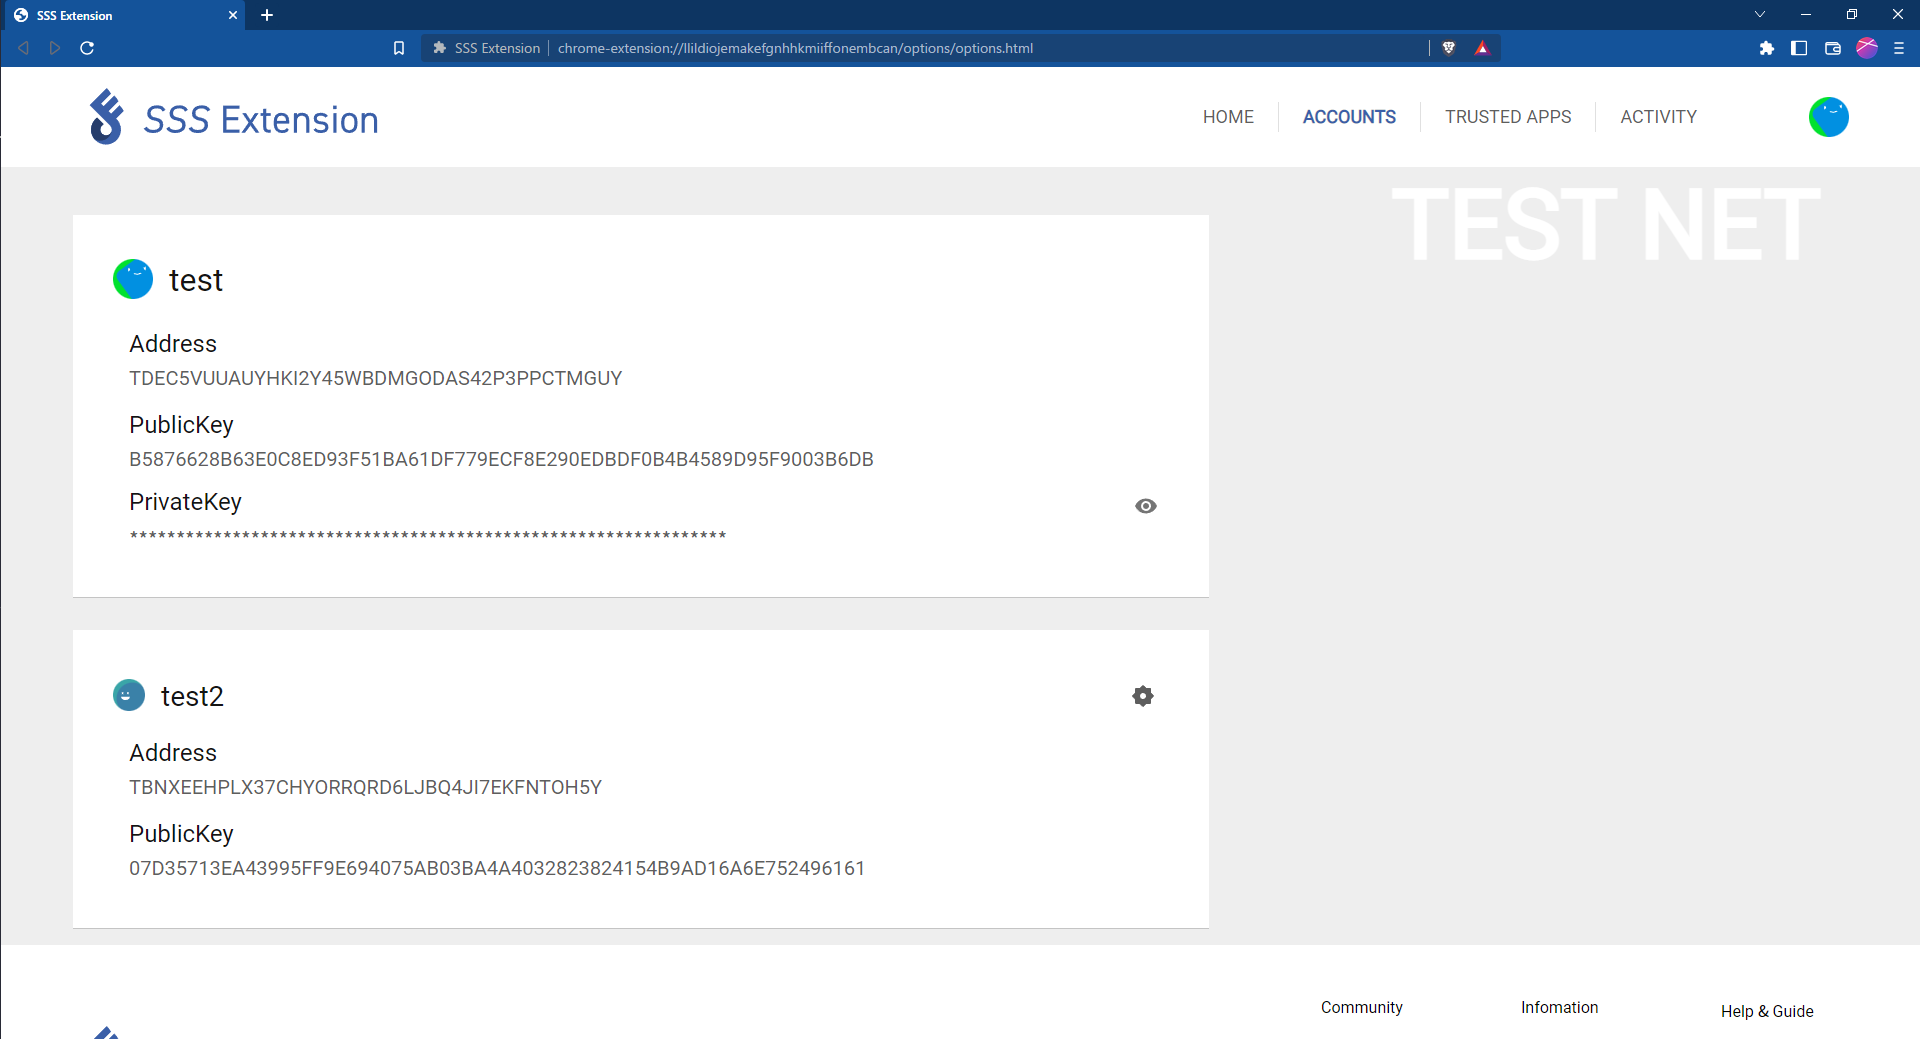 SSS Extension
SSS Extension | chrome-extension://llildiojemakefgnhhkmiiffonembcan/options/options.html
SSS Extension
HOME
ACCOUNTS
TRUSTED APPS
ACTIVITY
TEST NET
test
Address
TDEC5VUUAUYHKI2Y45WBDMGODAS42P3PPCTMGUY
PublicKey
B5876628B63E0C8ED93F51BA61DF779ECF8E290EDBDF0B4B4589D95F9003B6DB
PrivateKey
****************************************************************
test2
Address
TBNXEEHPLX37CHYORRQRD6LJBQ4JI7EKFNTOH5Y
PublicKey
07D35713EA43995FF9E694075AB03BA4A4032823824154B9AD16A6E752496161
Community
Infomation
Help & Guide